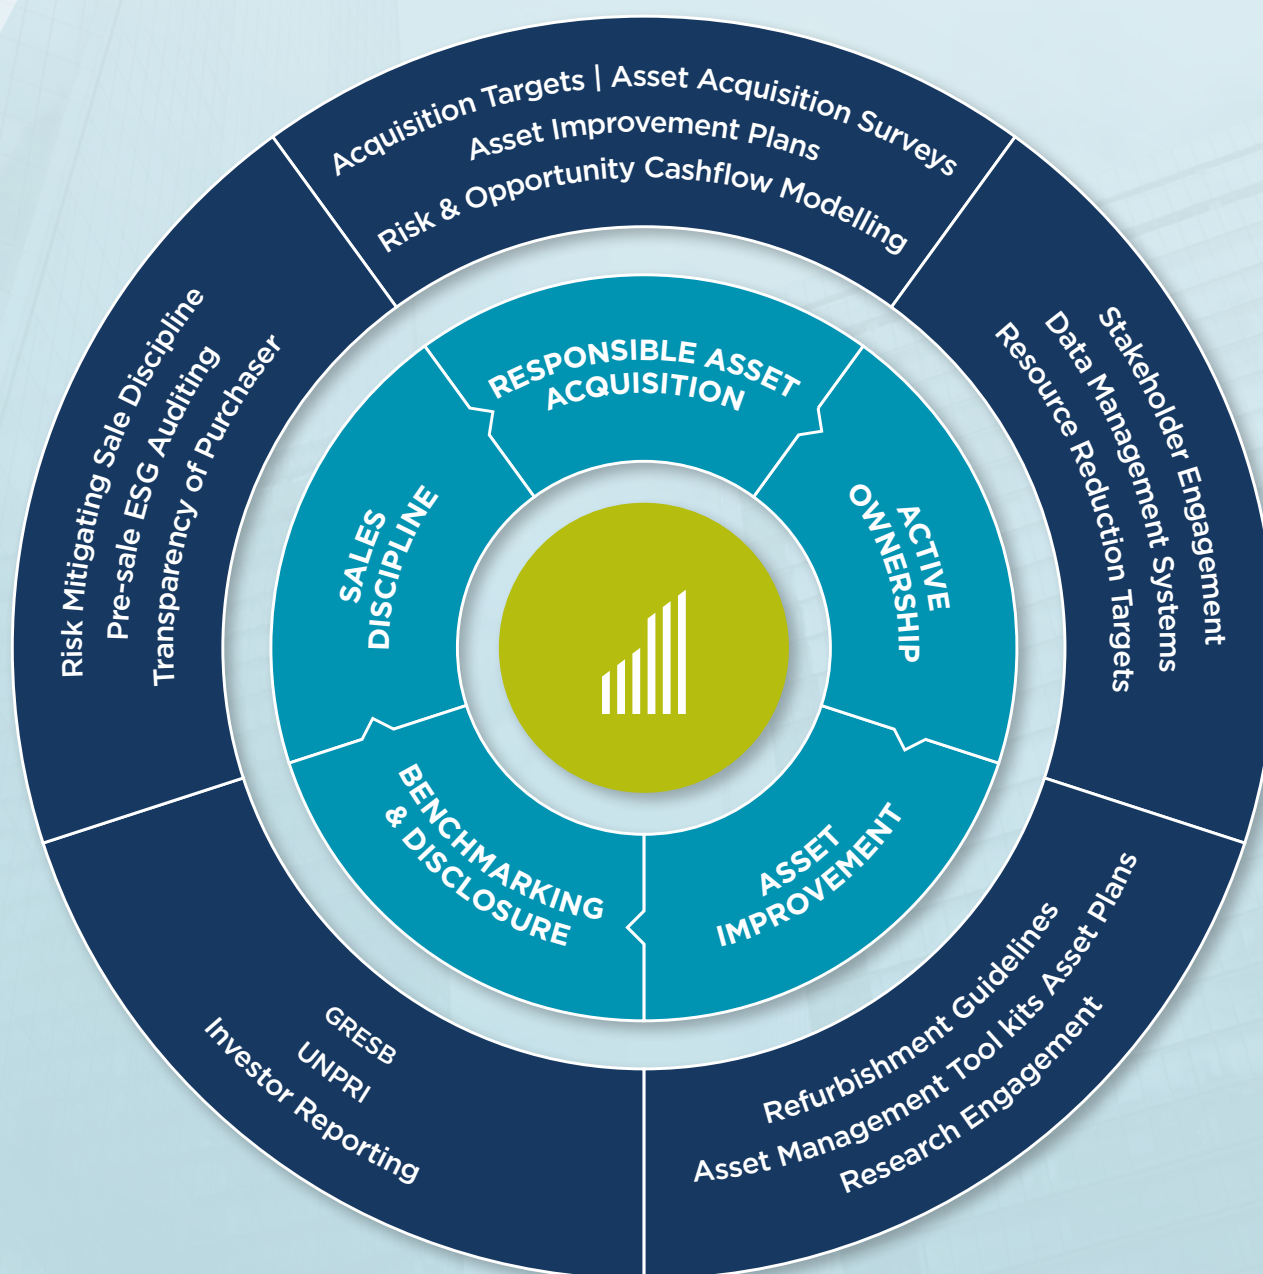 Acquisition Targets | Asset Acquisition Surveys
Asset Improvement Plans
Risk & Opportunity Cashflow Modelling
Stakeholder Engagement
Data Management Systems
Resource Reduction Targets
Refurbishment Guidelines
Asset Management Tool kits Asset Plans
Research Engagement
GRESB
UNPRI
Investor Reporting
Risk Mitigating Sale Discipline
Pre-sale ESG Auditing
Transparency of Purchaser
RESPONSIBLE ASSET
ACQUISITION
ACTIVE
OWNERSHIP
ASSET
IMPROVEMENT
BENCHMARKING
& DISCLOSURE
SALES
DISCIPLINE